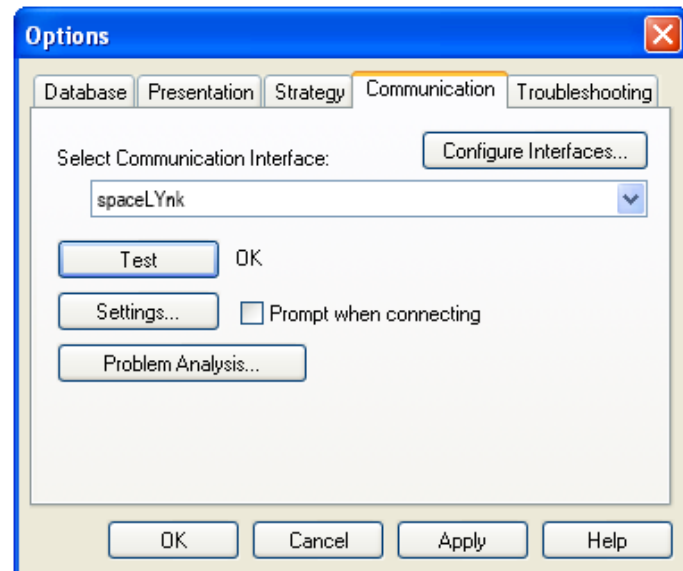 Options
Database Presentation Strategy Communication Troubleshooting
Select Communication Interface: Configure Interfaces...
spaceLYnk
Test OK
Settings... Prompt when connecting
Problem Analysis...
OK Cancel Apply Help